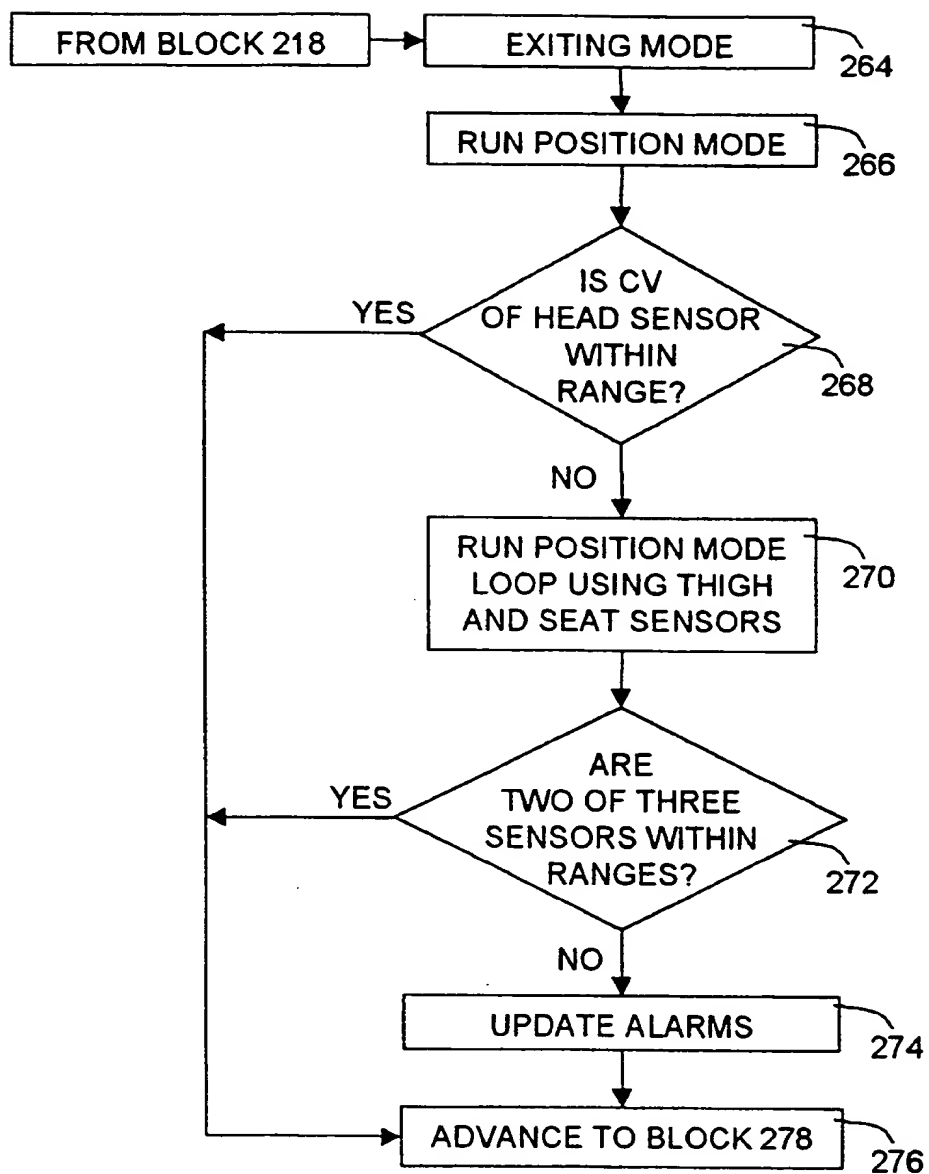 FROM BLOCK 218
EXITING MODE
264
RUN POSITION MODE
266
IS CV
OF HEAD SENSOR
WITHIN
RANGE?
268
YES
NO
RUN POSITION MODE
LOOP USING THIGH
AND SEAT SENSORS
270
ARE
TWO OF THREE
SENSORS WITHIN
RANGES?
272
YES
NO
UPDATE ALARMS
274
ADVANCE TO BLOCK 278
276